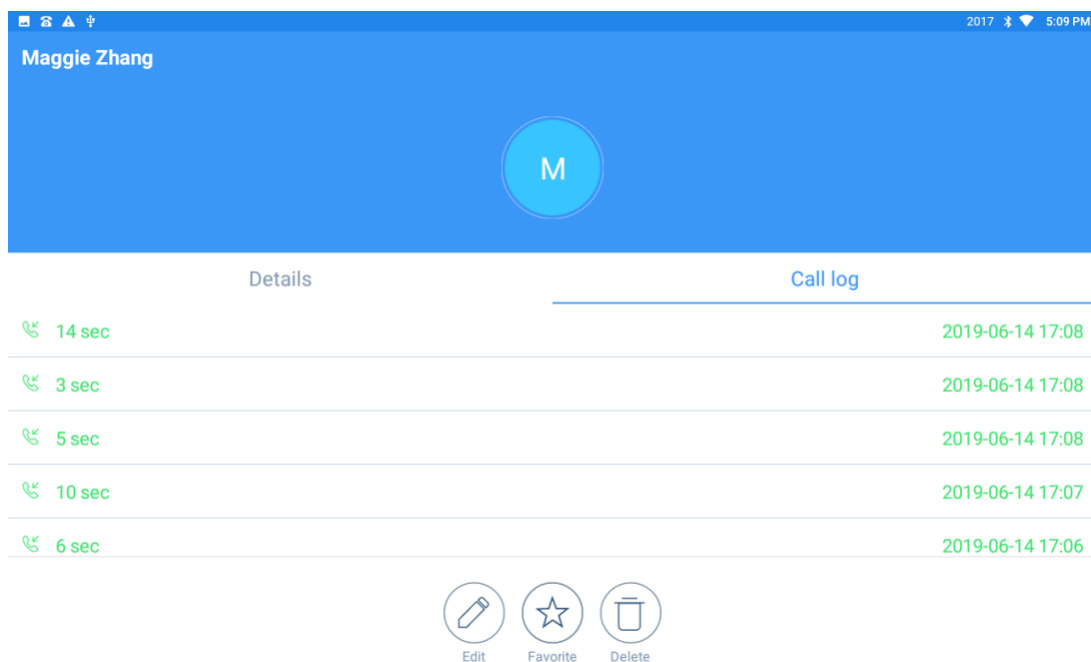 2017 5:09 PM
Maggie Zhang
M
Details Call log
14 sec 2019-06-14 17:08
3 sec 2019-06-14 17:08
5 sec 2019-06-14 17:08
10 sec 2019-06-14 17:07
6 sec 2019-06-14 17:06
Edit Favorite Delete